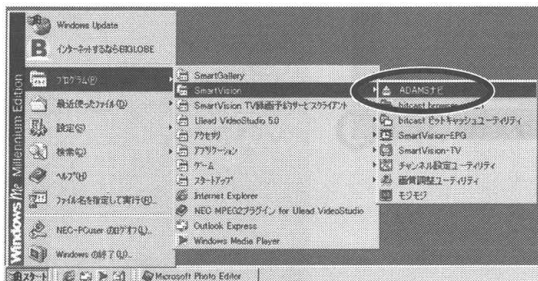 Windows Update
インターネットするならBIGLOBE
プログラム(P)
最近使ったファイル(D)
設定(S)
検索(C)
ヘルプ(H)
ファイル名を指定して実行(R)...
NEC-PCuser のログオフ(L)...
Windows の終了(U)...
Windows Me Millennium Edition
SmartGallery
SmartVision
SmartVision TV録画予約サービスクライアント
Ulead VideoStudio 5.0
アクセサリ
アプリケーション
ゲーム
スタートアップ
Internet Explorer
NEC MPEG2プラグイン for Ulead VideoStudio
Outlook Express
Windows Media Player
ADAMSナビ
bitcast browser
bitcast ビットキャッシュユーティリティ
SmartVision-EPG
SmartVision-TV
チャンネル設定ユーティリティ
画質調整ユーティリティ
モジモジ
スタート
Microsoft Photo Editor